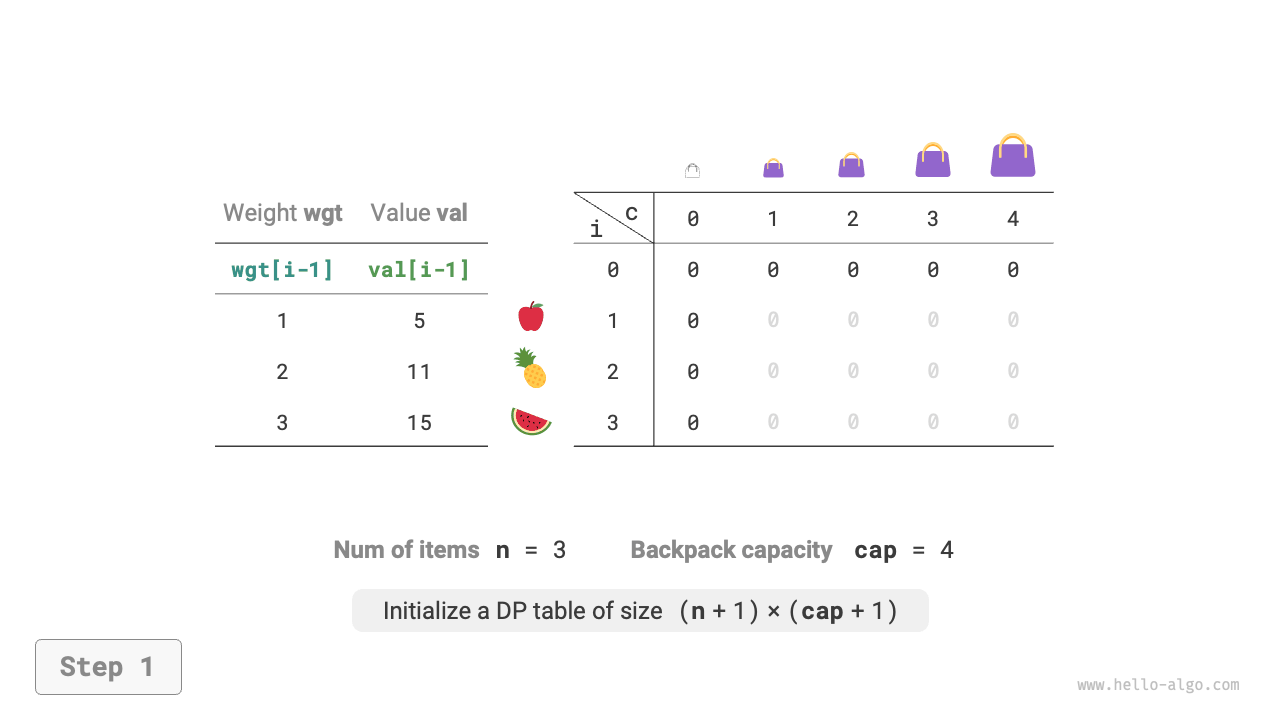 Weight wgt Value val
wgt[i-1] val[i-1]
1 5
2 11
3 15
c
i
0 1 2 3 4
0 0 0 0 0 0
1 0 0 0 0 0
2 0 0 0 0 0
3 0 0 0 0 0
Num of items n = 3 Backpack capacity cap = 4
Initialize a DP table of size (n + 1) × (cap + 1)
Step 1
www.hello-algo.com